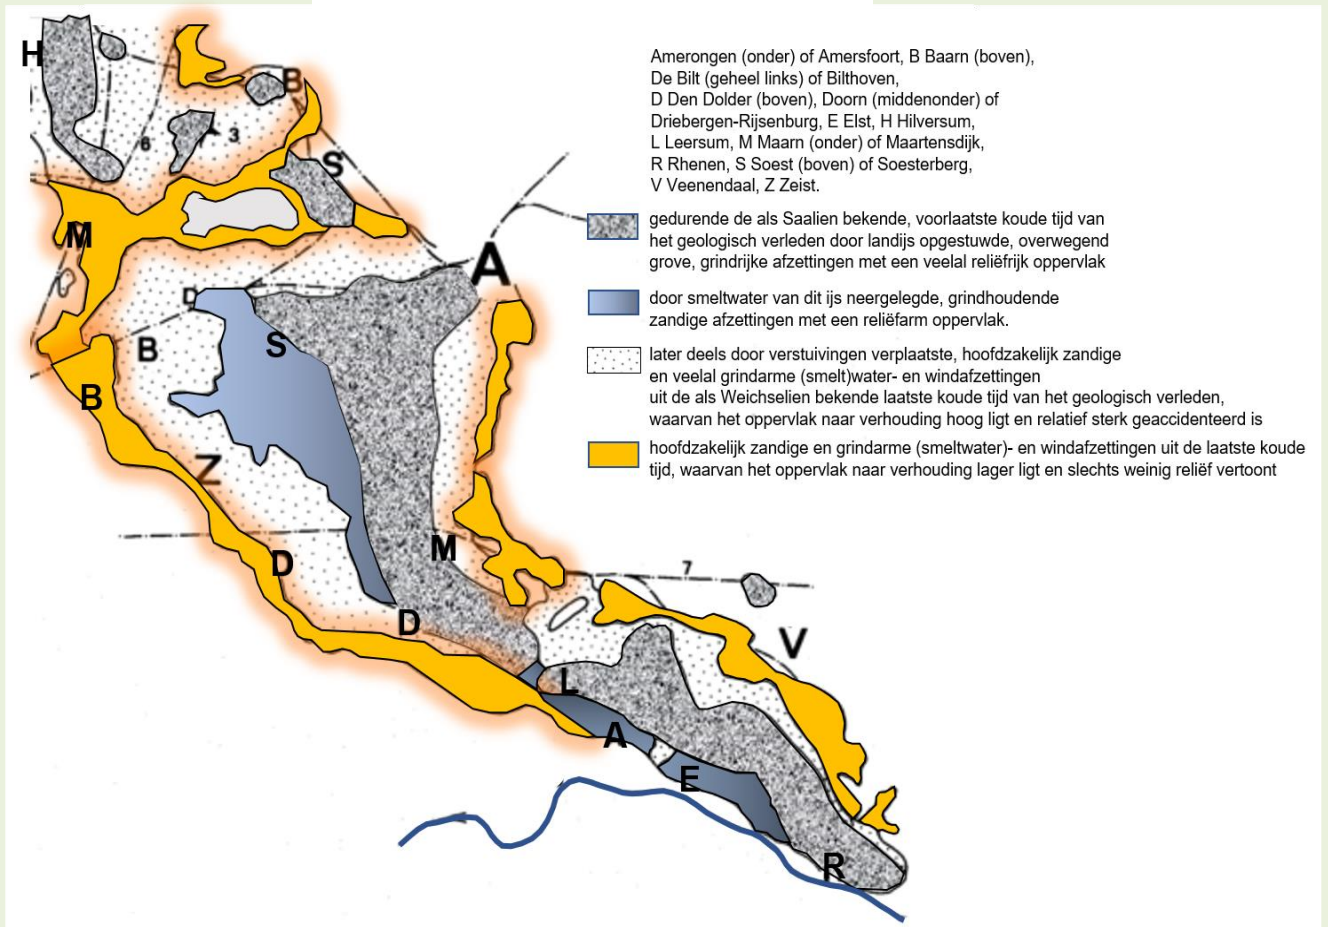 Amerongen (onder) of Amersfoort, B Baarn (boven),
De Bilt (geheel links) of Bilthoven,
D Den Dolder (boven), Doorn (middenonder) of
Driebergen-Rijsenburg, E Elst, H Hilversum,
L Leersum, M Maarn (onder) of Maartensdijk,
R Rhenen, S Soest (boven) of Soesterberg,
V Veenendaal, Z Zeist.
gedurende de als Saalien bekende, voorlaatste koude tijd van
het geologisch verleden door landijs opgestuwde, overwegend
grove, grindrijke afzettingen met een veelal reliëfrijk oppervlak
door smeltwater van dit ijs neergelegde, grindhoudende
zandige afzettingen met een reliëfarm oppervlak.
later deels door verstuivingen verplaatste, hoofdzakelijk zandige
en veelal grindarme (smelt)water- en windafzettingen
uit de als Weichselien bekende laatste koude tijd van het geologisch verleden,
waarvan het oppervlak naar verhouding hoog ligt en relatief sterk geaccidenteerd is
hoofdzakelijk zandige en grindarme (smeltwater)- en windafzettingen uit de laatste koude
tijd, waarvan het oppervlak naar verhouding lager ligt en slechts weinig reliëf vertoont
H
B
3
6
S
M
A
D
B
S
B
Z
M
D
7
D
V
L
A
E
R